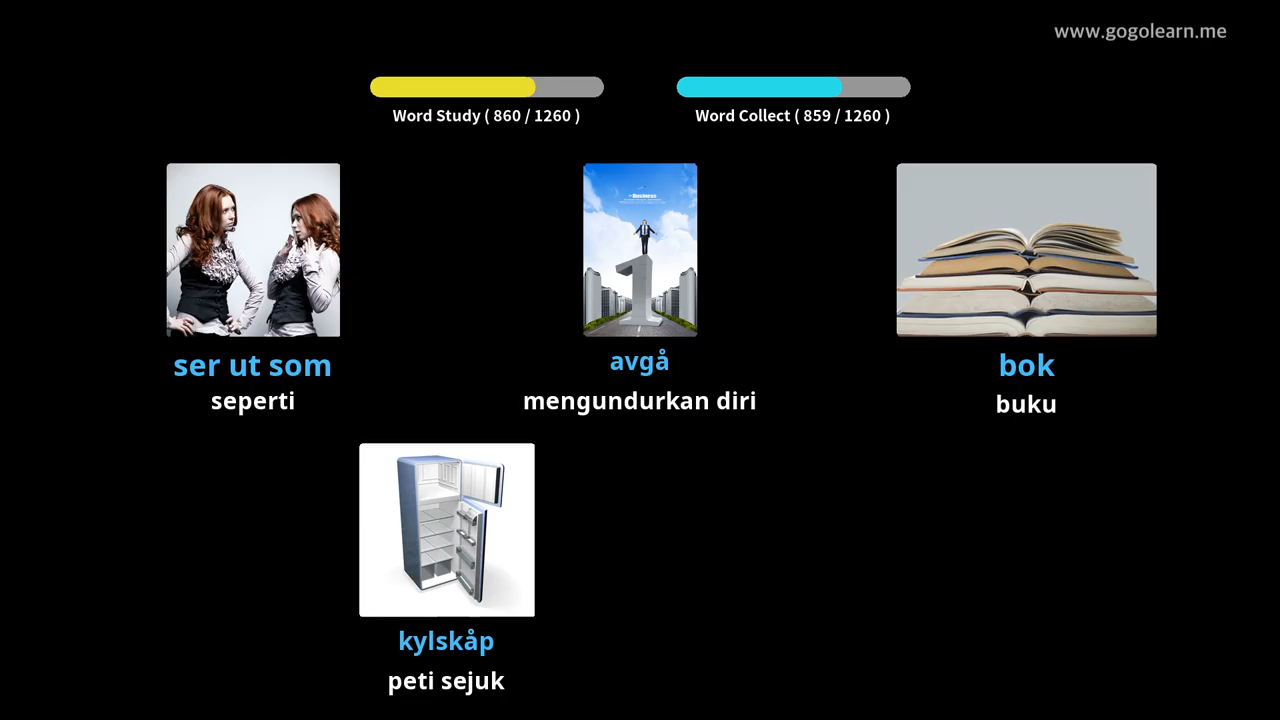 www.gogolearn.me
Word Study ( 860 / 1260 )
Word Collect ( 859 / 1260 )
Business
ser ut som
seperti
avgå
mengundurkan diri
bok
buku
kylskåp
peti sejuk